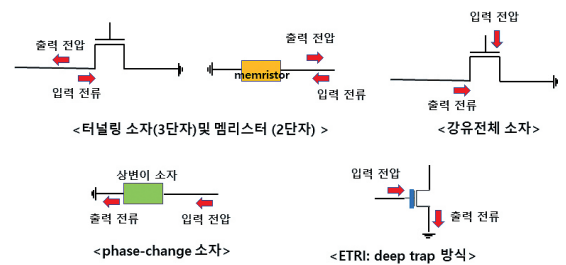 출력 전압
입력 전류
출력 전압
memristor
입력 전류
<터널링 소자(3단자)및 멤리스터 (2단자) >
입력 전압
출력 전류
<강유전체 소자>
상변이 소자
출력 전류
입력 전압
<phase-change 소자>
입력 전압
출력 전류
<ETRI: deep trap 방식>